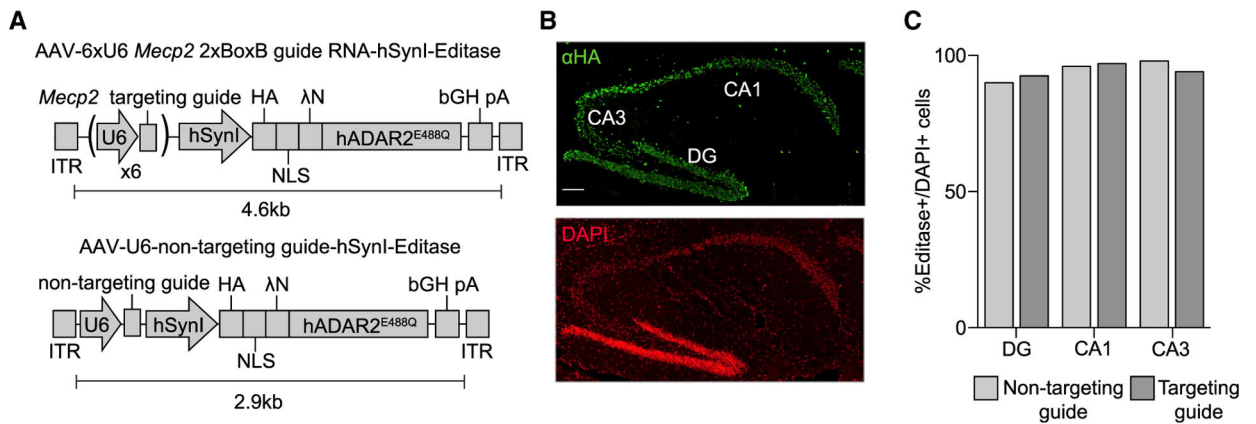 A
AAV-6xU6 Mecp2 2xBoxB guide RNA-hSynI-Editase
Mecp2 targeting guide HA λN bGH pA
( U6 ) hSynI hADAR2E488Q
ITR x6 NLS ITR
4.6kb
AAV-U6-non-targeting guide-hSynI-Editase
non-targeting guide HA λN bGH pA
U6 hSynI hADAR2E488Q
ITR NLS ITR
2.9kb
B
αHA
CA1
CA3
DG
DAPI
C
%Editase+/DAPI+ cells
100
50
0
DG CA1 CA3
Non-targeting guide
Targeting guide